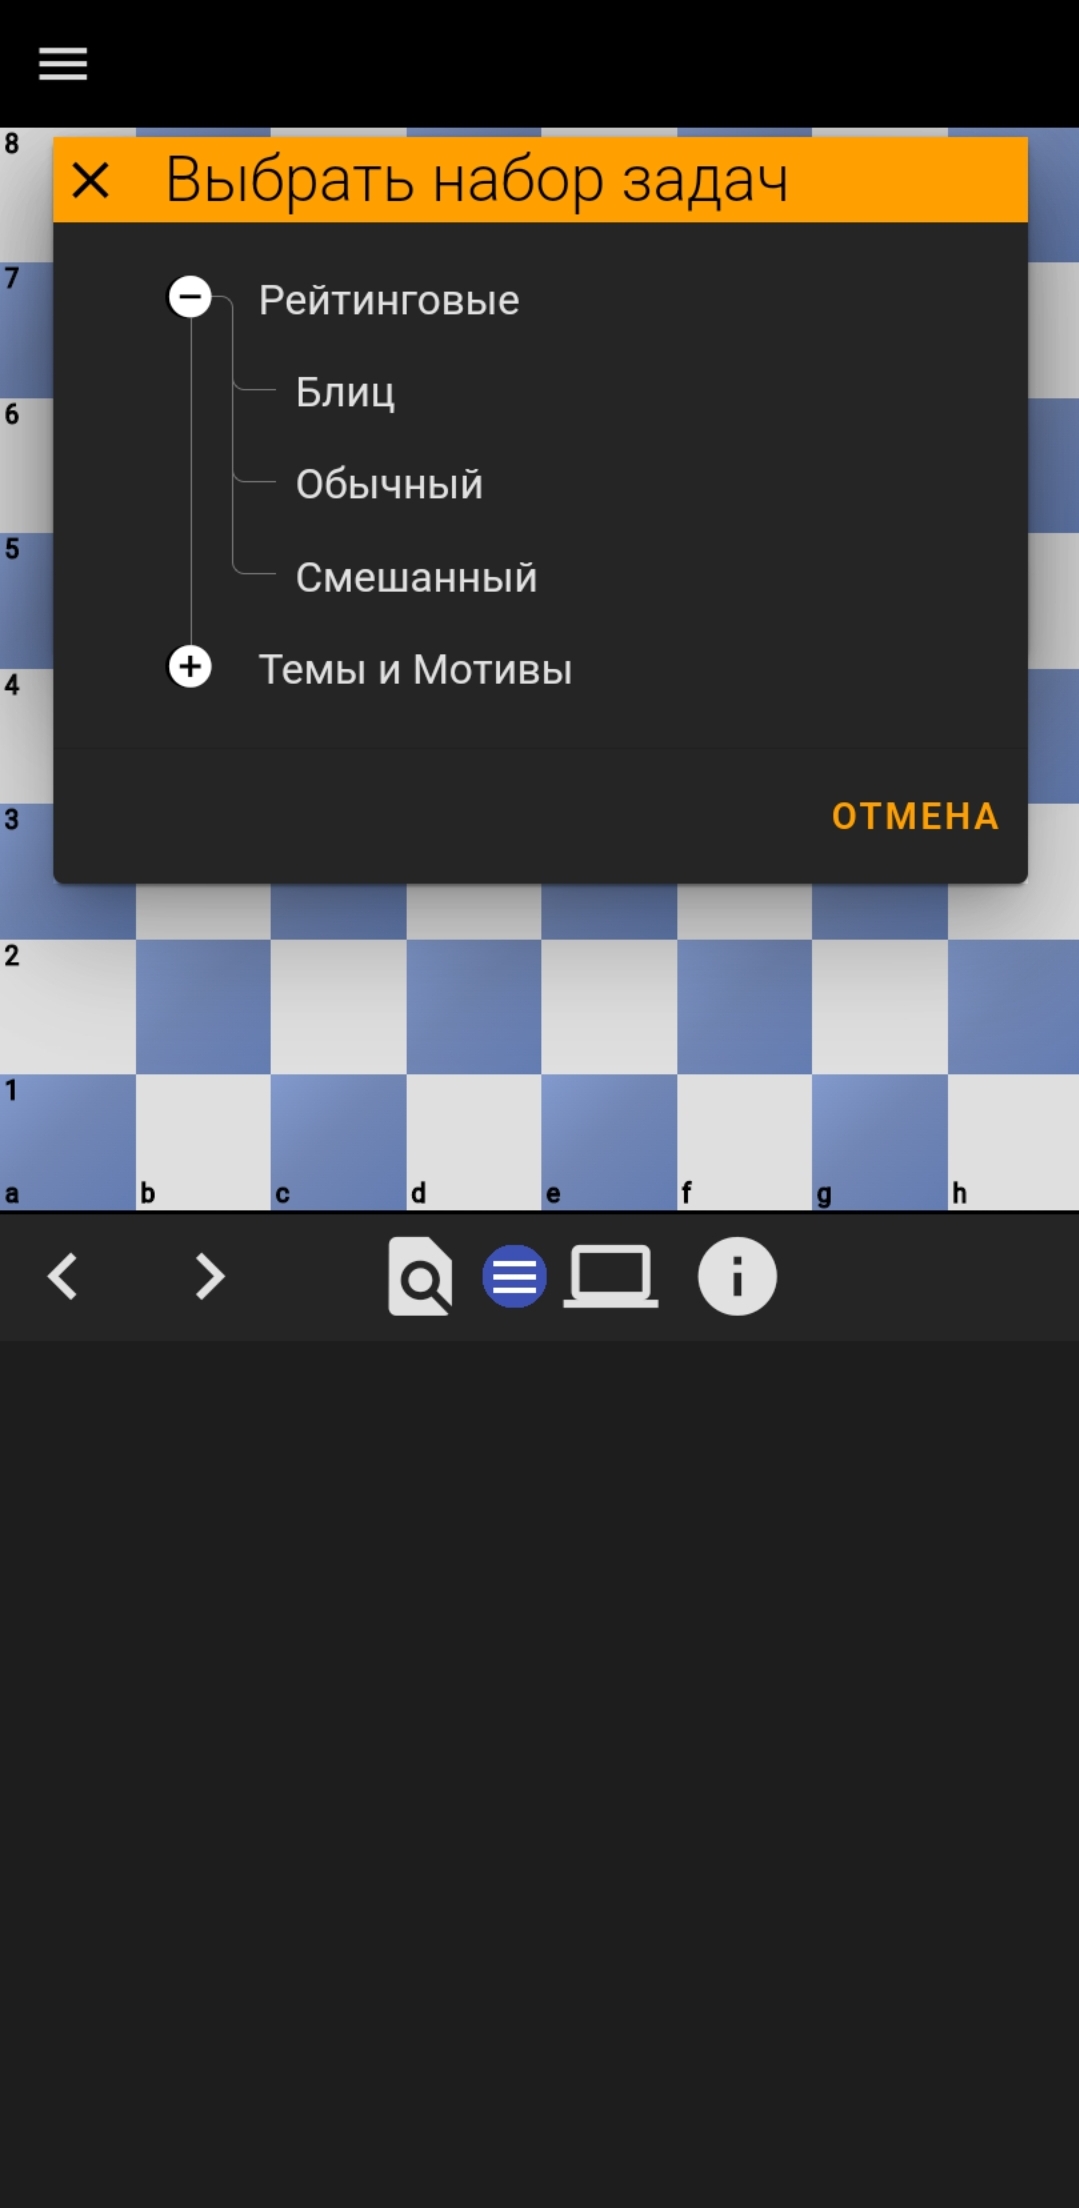 8
Выбрать набор задач
7
Рейтинговые
Блиц
6
Обычный
5
Смешанный
4
Темы и Мотивы
3
ОТМЕНА
2
1
a b c d e f g h